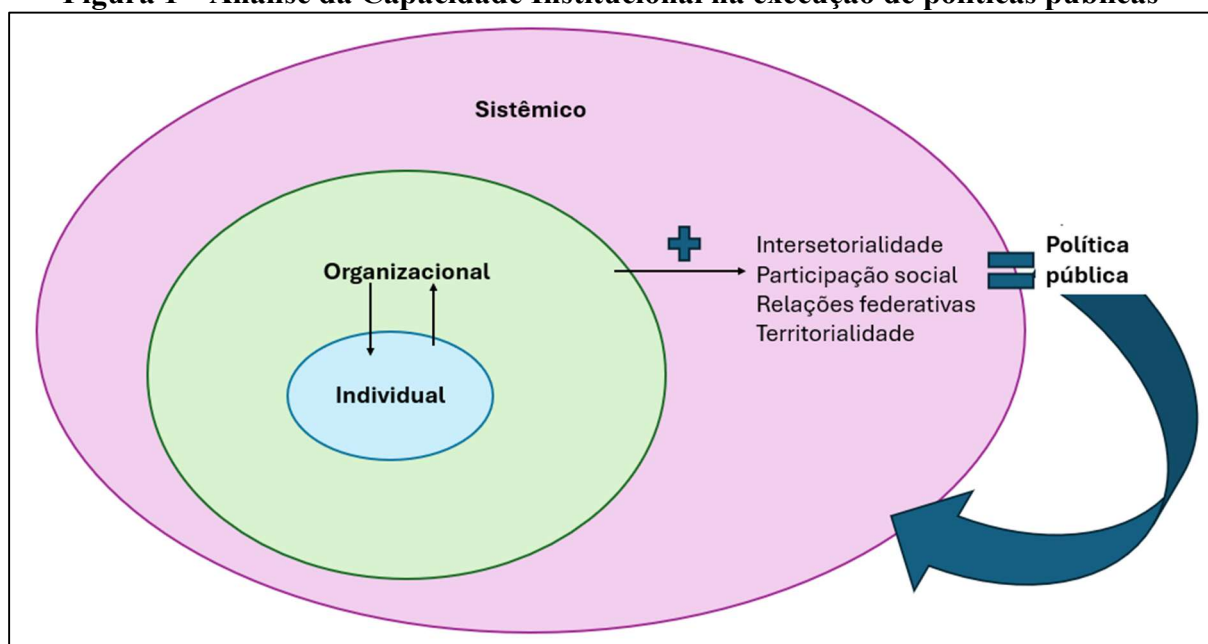 Figura 1 – Análise da Capacidade Institucional na execução de políticas públicas
Sistêmico
Organizacional
Individual
Intersetorialidade
Participação social
Relações federativas
Territorialidade
Política
pública